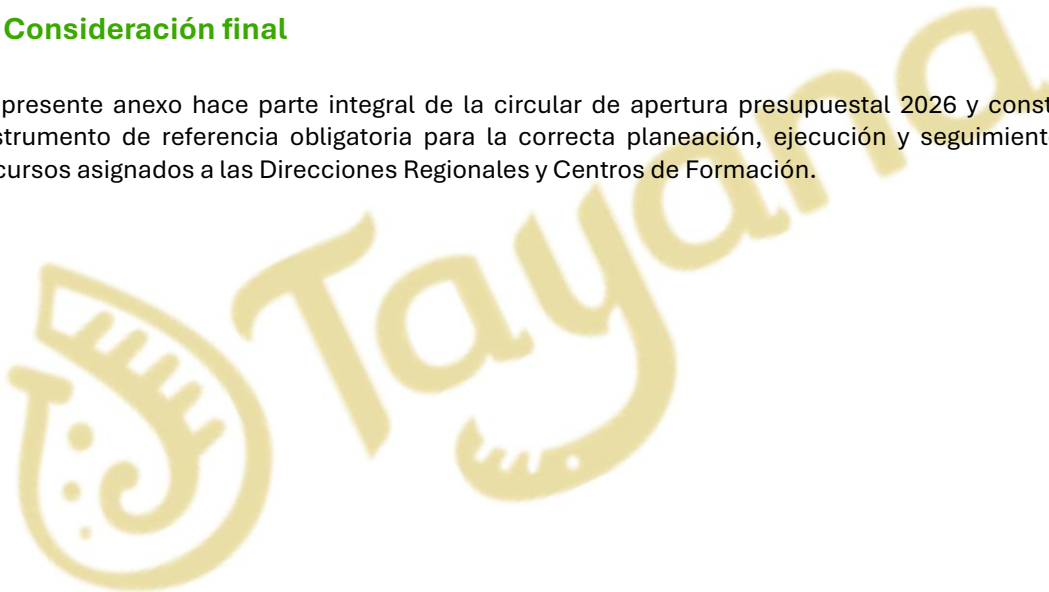 Consideración final
presente anexo hace parte integral de la circular de apertura presupuestal 2026 y const
strumento de referencia obligatoria para la correcta planeación, ejecución y seguimiento
cursos asignados a las Direcciones Regionales y Centros de Formación.
Tayana